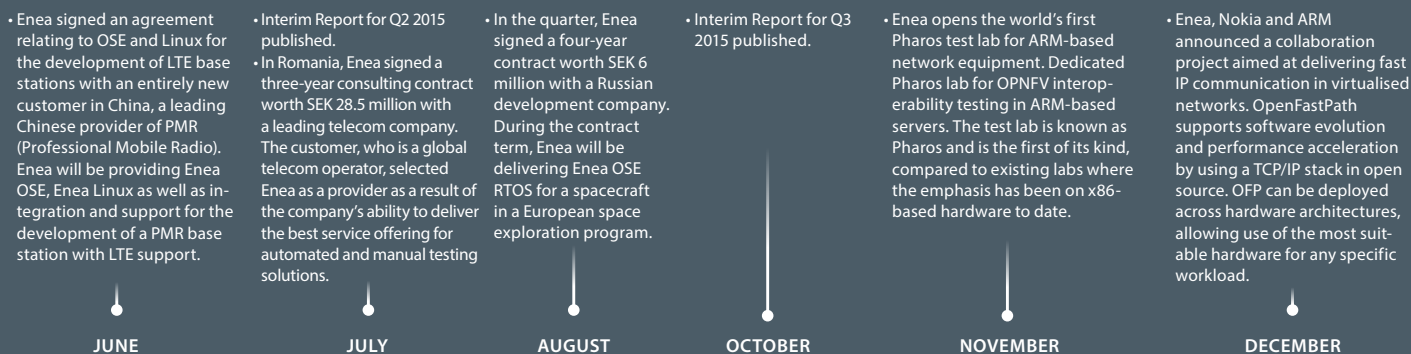 • Enea signed an agreement
relating to OSE and Linux for
the development of LTE base
stations with an entirely new
customer in China, a leading
Chinese provider of PMR
(Professional Mobile Radio).
Enea will be providing Enea
OSE, Enea Linux as well as in-
tegration and support for the
development of a PMR base
station with LTE support.
JUNE
• Interim Report for Q2 2015
published.
• In Romania, Enea signed a
three-year consulting contract
worth SEK 28.5 million with
a leading telecom company.
The customer, who is a global
telecom operator, selected
Enea as a provider as a result of
the company’s ability to deliver
the best service offering for
automated and manual testing
solutions.
JULY
• In the quarter, Enea
signed a four-year
contract worth SEK 6
million with a Russian
development company.
During the contract
term, Enea will be
delivering Enea OSE
RTOS for a spacecraft
in a European space
exploration program.
AUGUST
• Interim Report for Q3
2015 published.
OCTOBER
• Enea opens the world’s first
Pharos test lab for ARM-based
network equipment. Dedicated
Pharos lab for OPNFV interop-
erability testing in ARM-based
servers. The test lab is known as
Pharos and is the first of its kind,
compared to existing labs where
the emphasis has been on x86-
based hardware to date.
NOVEMBER
• Enea, Nokia and ARM
announced a collaboration
project aimed at delivering fast
IP communication in virtualised
networks. OpenFastPath
supports software evolution
and performance acceleration
by using a TCP/IP stack in open
source. OFP can be deployed
across hardware architectures,
allowing use of the most suit-
able hardware for any specific
workload.
DECEMBER